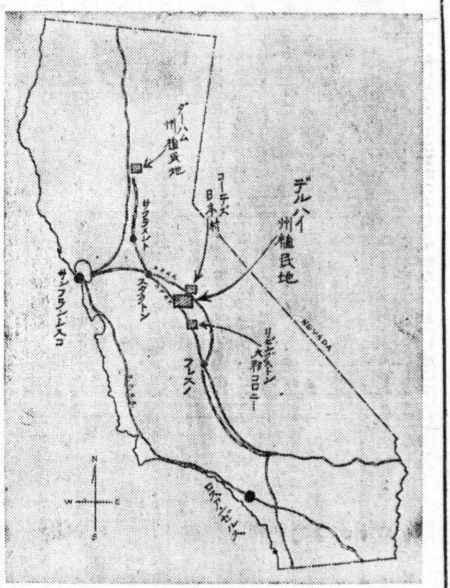 ダーハム
州植民地
コーテズ
日本村
デルハイ
州植民地
サクラメント
サンフランシスコ
スタクトン
リビングストン
大和コロニー
フレスノ
NEVADA
ロスアンゼルス
N
W
E
S